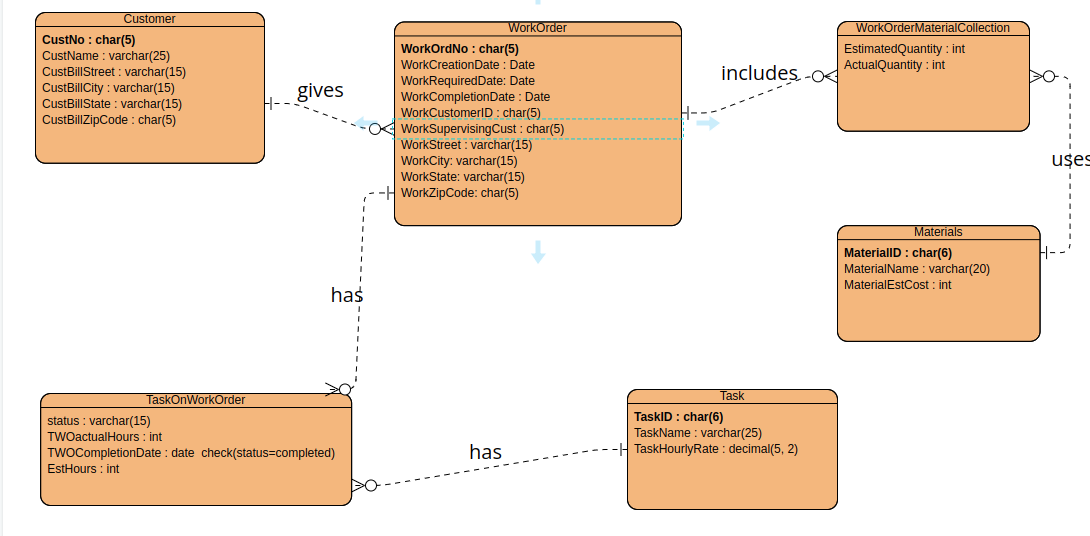 Customer
CustNo : char(5)
CustName : varchar(25)
CustBillStreet : varchar(15)
CustBillCity : varchar(15)
CustBillState : varchar(15)
CustBillZipCode : char(5)
gives
WorkOrder
WorkOrdNo : char(5)
WorkCreationDate : Date
WorkRequiredDate: Date
WorkCompletionDate : Date
WorkCustomerID : char(5)
WorkSupervisingCust : char(5)
WorkStreet : varchar(15)
WorkCity: varchar(15)
WorkState: varchar(15)
WorkZipCode: char(5)
includes
WorkOrderMaterialCollection
EstimatedQuantity : int
ActualQuantity : int
uses
Materials
MaterialID : char(6)
MaterialName : varchar(20)
MaterialEstCost : int
has
TaskOnWorkOrder
status : varchar(15)
TWOactualHours : int
TWOCompletionDate : date check(status=completed)
EstHours : int
has
Task
TaskID : char(6)
TaskName : varchar(25)
TaskHourlyRate : decimal(5, 2)